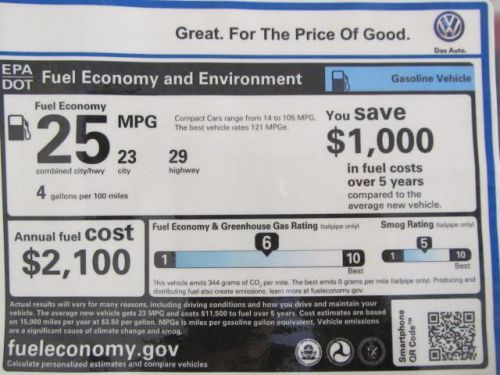 Great. For The Price Of Good.
Das Auto.
EPA
DOT
Fuel Economy and Environment
Gasoline Vehicle
Fuel Economy
25 MPG
combined city/hwy
23
city
29
highway
4 gallons per 100 miles
Compact Cars range from 14 to 105 MPG.
The best vehicle rates 121 MPGe.
You save
$1,000
in fuel costs
over 5 years
compared to the
average new vehicle.
Annual fuel cost
$2,100
Fuel Economy & Greenhouse Gas Rating (tailpipe only)
6
1
10
Best
Smog Rating (tailpipe only)
5
1
10
Best
This vehicle emits 344 grams of CO2 per mile. The best emits 0 grams per mile (tailpipe only). Producing and
distributing fuel also create emissions; learn more at fueleconomy.gov.
Actual results will vary for many reasons, including driving conditions and how you drive and maintain your
vehicle. The average new vehicle gets 23 MPG and costs $11,500 to fuel over 5 years. Cost estimates are based
on 15,000 miles per year at $3.50 per gallon. MPGe is miles per gasoline gallon equivalent. Vehicle emissions
are a significant cause of climate change and smog.
fueleconomy.gov
Calculate personalized estimates and compare vehicles
Smartphone
QR Code™